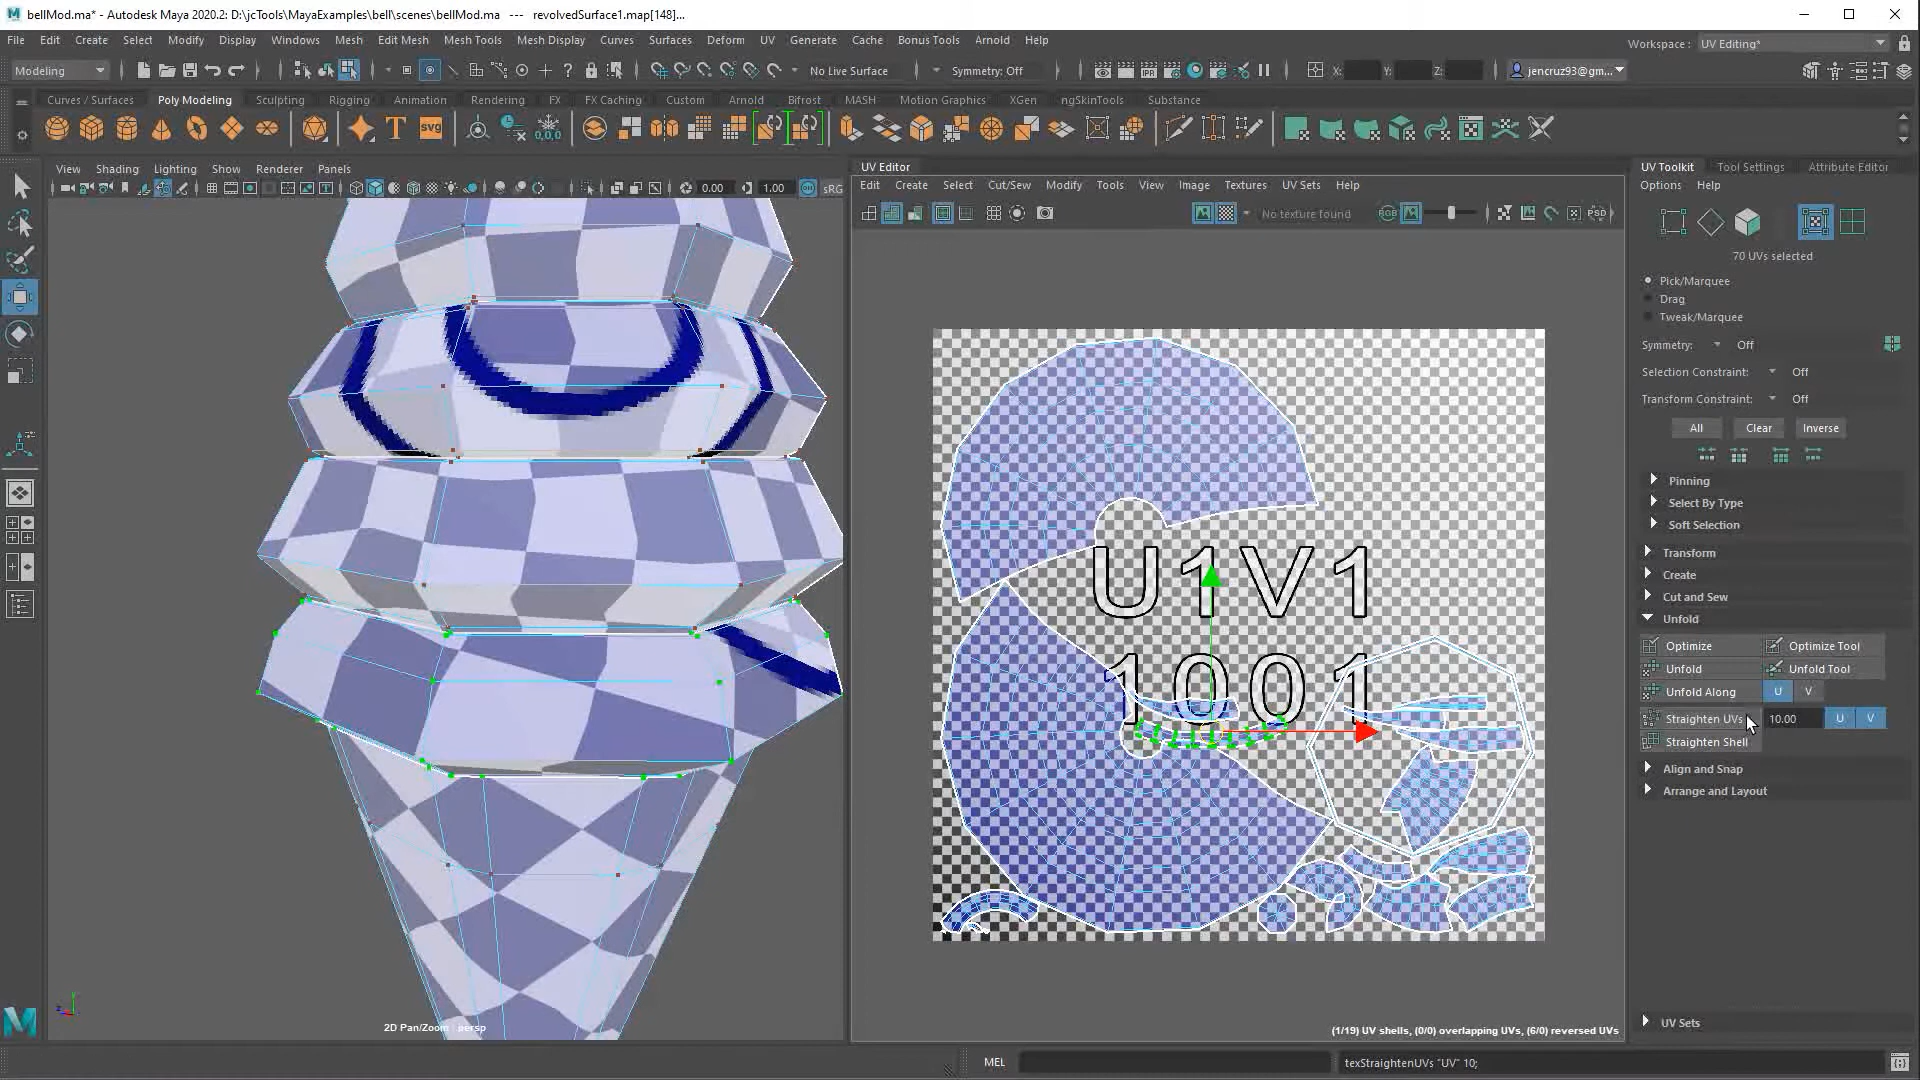 bellMod.ma* - Autodesk Maya 2020.2: D:\jcTools\MayaExamples\bell\scenes\bellMod.ma   ---   revolvedSurface1.map[148]...
File Edit Create Select Modify Display Windows Mesh Edit Mesh Mesh Tools Mesh Display Curves Surfaces Deform UV Generate Cache Bonus Tools Arnold Help
Workspace : UV Editing*
Modeling No Live Surface Symmetry: Off X: Y: Z: jencruz93@gm...
Curves / Surfaces Poly Modeling Sculpting Rigging Animation Rendering FX FX Caching Custom Arnold Bifrost MASH Motion Graphics XGen ngSkinTools Substance
View Shading Lighting Show Renderer Panels
0.00 1.00 sRG
2D Pan/Zoom : persp
UV Editor
Edit Create Select Cut/Sew Modify Tools View Image Textures UV Sets Help
No texture found RGB PSD
U1V1
1001
(1/19) UV shells, (0/0) overlapping UVs, (6/0) reversed UVs
UV Toolkit Tool Settings Attribute Editor
Options Help
70 UVs selected
Pick/Marquee
Drag
Tweak/Marquee
Symmetry: Off
Selection Constraint: Off
Transform Constraint: Off
All Clear Inverse
Pinning
Select By Type
Soft Selection
Transform
Create
Cut and Sew
Unfold
Optimize Optimize Tool
Unfold Unfold Tool
Unfold Along U V
Straighten UVs 10.00 U V
Straighten Shell
Align and Snap
Arrange and Layout
UV Sets
MEL texStraightenUVs "UV" 10;